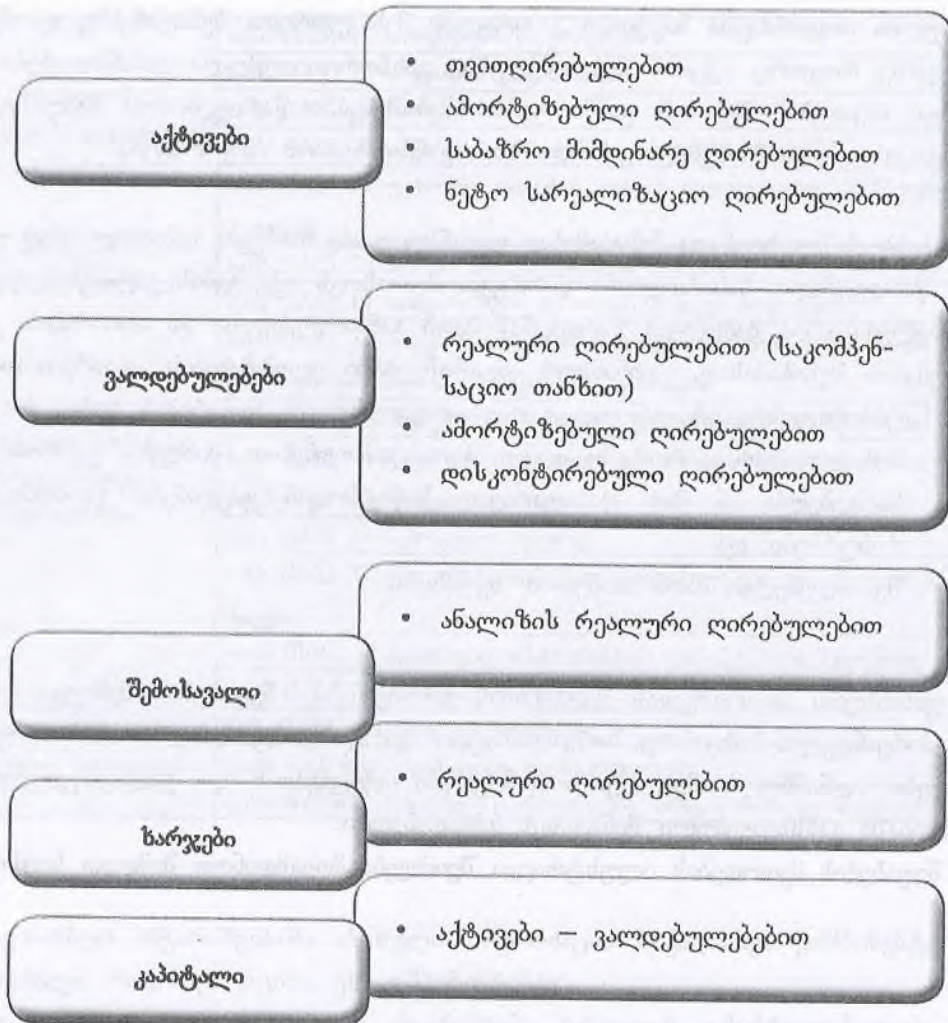 აქტივები
• თვითღირებულებით
• ამორტიზებული ღირებულებით
• საბაზრო მიმდინარე ღირებულებით
• ნეტო სარეალიზაციო ღირებულებით
ვალდებულებები
• რეალური ღირებულებით (საკომპენ-
საციო თანხით)
• ამორტიზებული ღირებულებით
• დისკონტირებული ღირებულებით
შემოსავალი
• ანალიზის რეალური ღირებულებით
ხარჯები
• რეალური ღირებულებით
კაპიტალი
• აქტივები – ვალდებულებებით